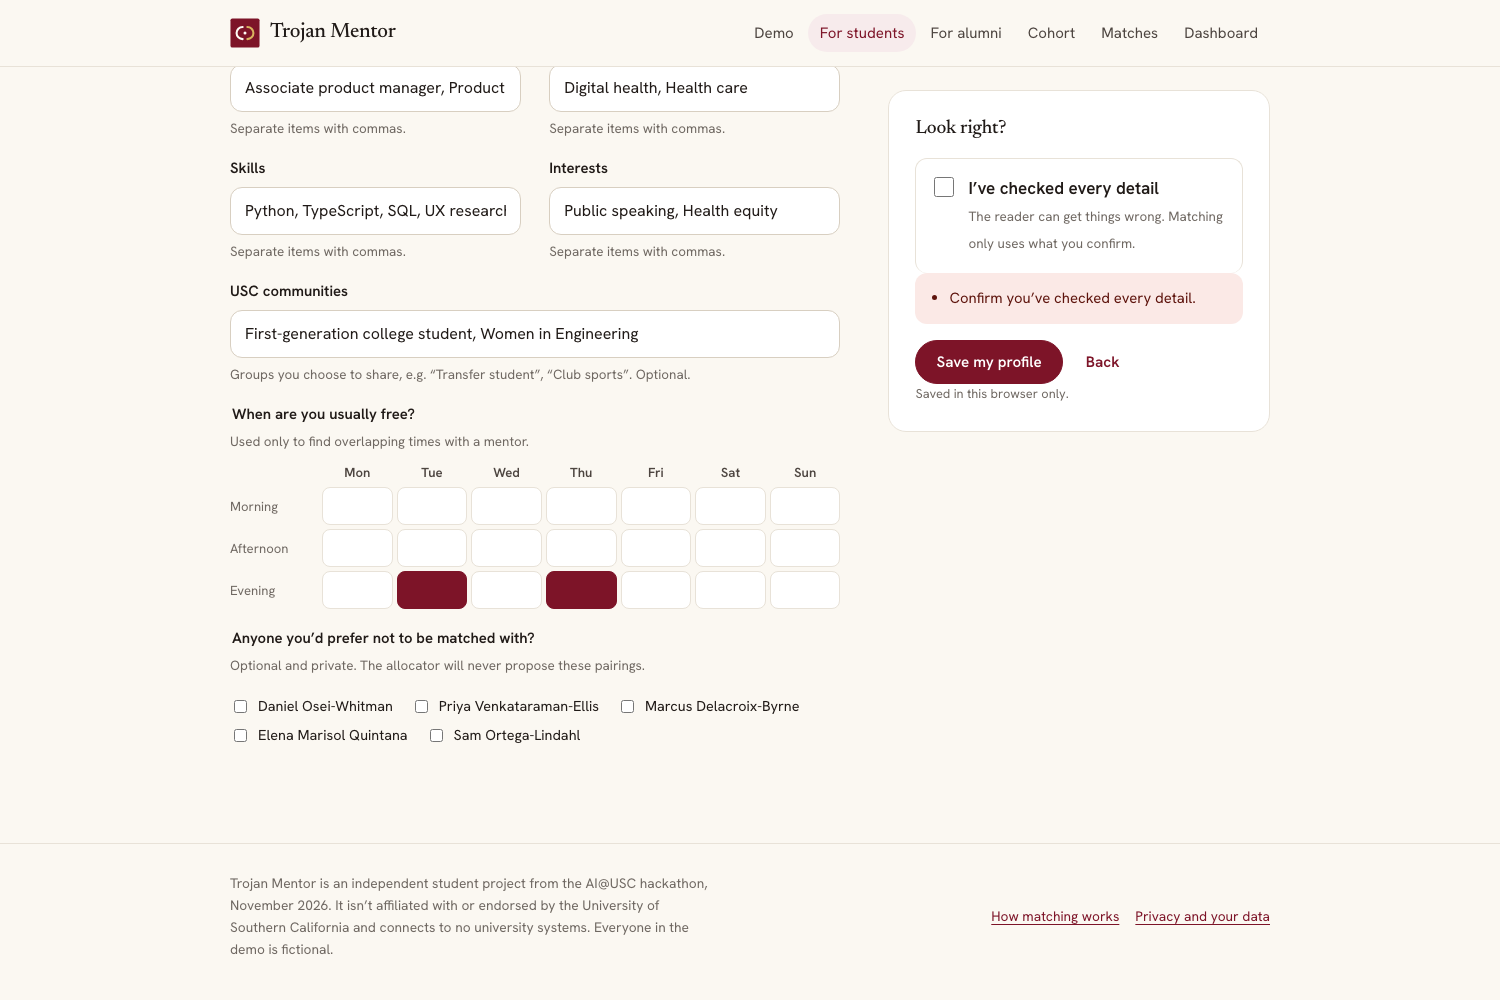 Trojan Mentor
Demo
For students
For alumni
Cohort
Matches
Dashboard
Associate product manager, Product
Digital health, Health care
Separate items with commas.
Separate items with commas.
Skills
Interests
Python, TypeScript, SQL, UX research
Public speaking, Health equity
Separate items with commas.
Separate items with commas.
USC communities
First-generation college student, Women in Engineering
Groups you choose to share, e.g. “Transfer student”, “Club sports”. Optional.
When are you usually free?
Used only to find overlapping times with a mentor.
Mon Tue Wed Thu Fri Sat Sun
Morning
Afternoon
Evening
Anyone you’d prefer not to be matched with?
Optional and private. The allocator will never propose these pairings.
Daniel Osei-Whitman Priya Venkataraman-Ellis Marcus Delacroix-Byrne
Elena Marisol Quintana Sam Ortega-Lindahl
Look right?
I’ve checked every detail
The reader can get things wrong. Matching
only uses what you confirm.
• Confirm you’ve checked every detail.
Save my profile
Back
Saved in this browser only.
Trojan Mentor is an independent student project from the AI@USC hackathon,
November 2026. It isn’t affiliated with or endorsed by the University of
Southern California and connects to no university systems. Everyone in the
demo is fictional.
How matching works
Privacy and your data